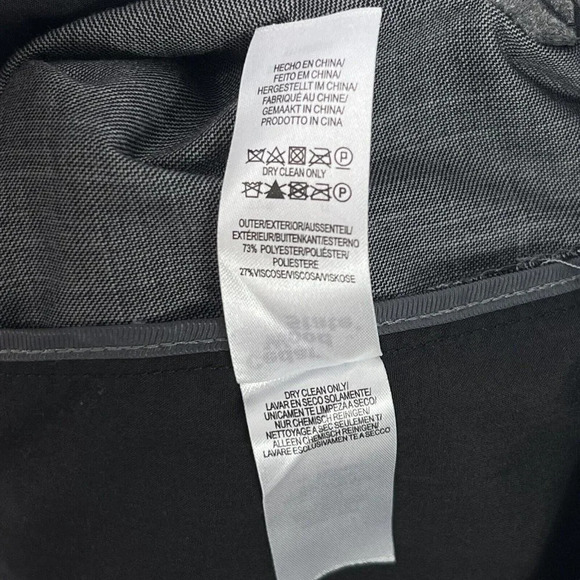 HECHO EN CHINA/
FEITO EM CHINA/
HERGESTELLT IM CHINA/
FABRIQUÉ AU CHINE/
GEMAAKT IN CHINA/
PRODOTTO IN CINA
P
DRY CLEAN ONLY
P
OUTER/EXTERIOR/AUSSENTEIL/
EXTÉRIEUR/BUITENKANT/ESTERNO
73% POLYESTER/POLIÉSTER/
POLIESTERE
27%VISCOSE/VISCOSA/VISKOSE
State
Wood
Cedar
DRY CLEAN ONLY/
LAVAR EN SECO SOLAMENTE/
UNICAMENTE LIMPEZA A SECO/
NUR CHEMISCH REINIGEN/
NETTOYAGE A SEC SEULEMENT/
ALLEEN CHEMISCH REINIGEN/
LAVARE ESCLUSIVAMENTE A SECCO